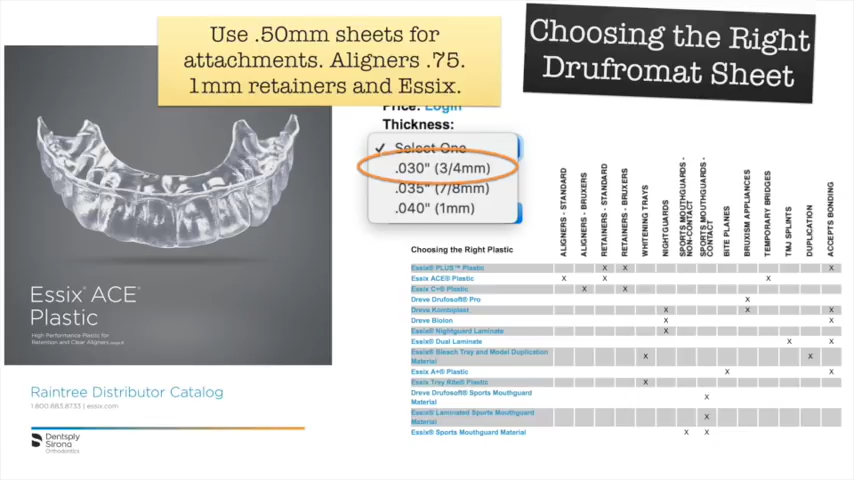 Use .50mm sheets for
attachments. Aligners .75.
1mm retainers and Essix.
Choosing the Right
Drufromat Sheet
Price: Login
Thickness:
✓ Select One
.030" (3/4mm)
.035" (7/8mm)
.040" (1mm)
Essix® ACE®
Plastic
High Performance Plastic for
Retention and Clear Aligners
Raintree Distributor Catalog
1.800.883.8733 | essix.com
Dentsply
Sirona
Orthodontics
Choosing the Right Plastic
ALIGNERS - STANDARD
ALIGNERS - BRUXERS
RETAINERS - STANDARD
RETAINERS - BRUXERS
WHITENING TRAYS
NIGHTGUARDS
SPORTS MOUTHGUARDS -
NON-CONTACT
SPORTS MOUTHGUARDS -
CONTACT
BITE PLANES
BRUXISM APPLIANCES
TEMPORARY BRIDGES
TMJ SPLINTS
DUPLICATION
ACCEPTS BONDING
Essix® PLUS™ Plastic X X X
Essix ACE® Plastic X X X
Essix C+® Plastic X X
Dreve Drufosoft® Pro X
Dreve Komboplast X X X
Dreve Biolon X X
Essix® Nightguard Laminate X
Essix® Dual Laminate X X
Essix® Bleach Tray and Model Duplication
Material X X
Essix A+® Plastic X X
Essix Tray Rite® Plastic X
Dreve Drufosoft® Sports Mouthguard
Material X
Essix® Laminated Sports Mouthguard
Material X
Essix® Sports Mouthguard Material X X